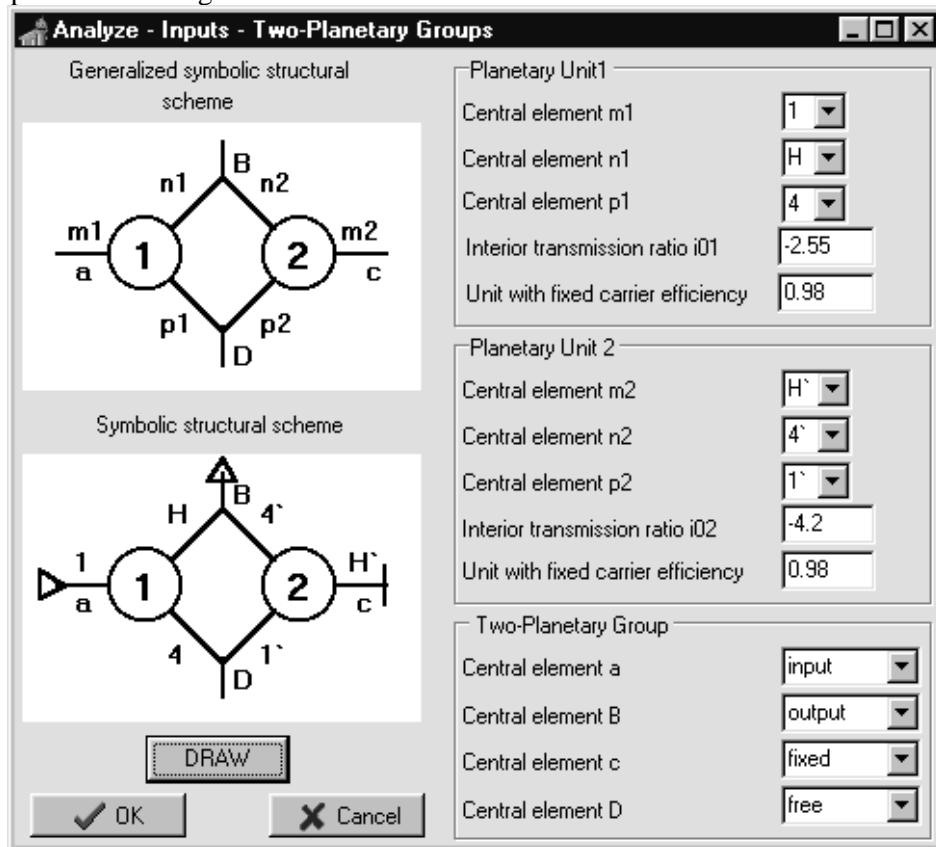 Analyze - Inputs - Two-Planetary Groups
Generalized symbolic structural
scheme
B
n1 n2
m1 1 2 m2
a c
p1 p2
D
Symbolic structural scheme
B
H 4`
1 1 2 H`
a c
4 1`
D
DRAW
OK Cancel
Planetary Unit1
Central element m1 1
Central element n1 H
Central element p1 4
Interior transmission ratio i01 -2.55
Unit with fixed carrier efficiency 0.98
Planetary Unit 2
Central element m2 H`
Central element n2 4`
Central element p2 1`
Interior transmission ratio i02 -4.2
Unit with fixed carrier efficiency 0.98
Two-Planetary Group
Central element a input
Central element B output
Central element c fixed
Central element D free